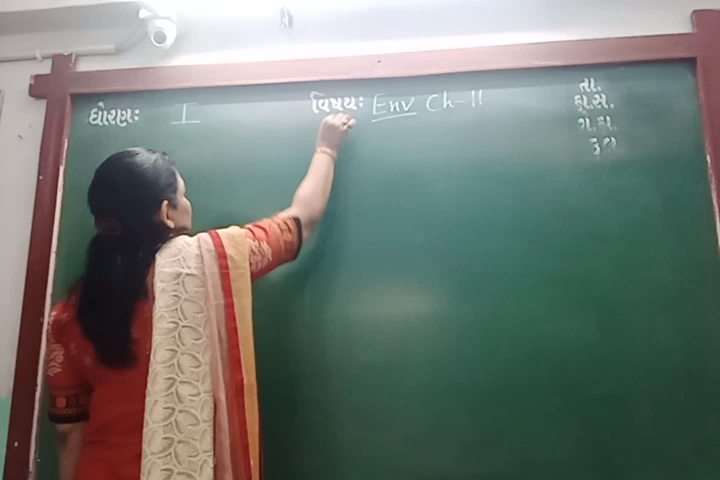 ધોરણ: I
વિષય: Env Ch-11
તા.
કા.સ.
ગે.હા.
કુલ